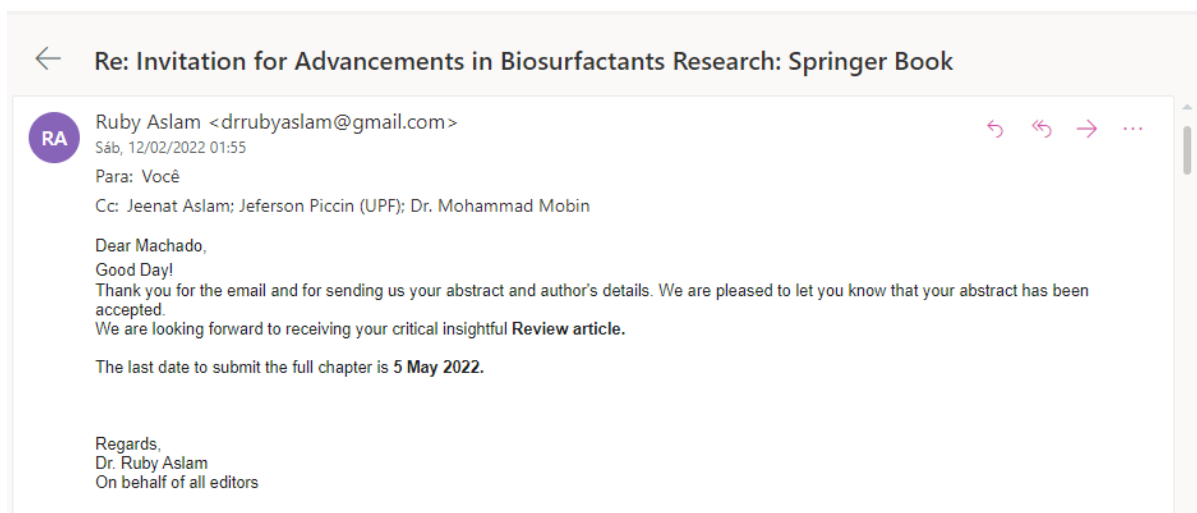 Re: Invitation for Advancements in Biosurfactants Research: Springer Book
RA
Ruby Aslam <drrubyaslam@gmail.com>
Sáb, 12/02/2022 01:55
Para: Você
Cc: Jeenat Aslam; Jeferson Piccin (UPF); Dr. Mohammad Mobin
Dear Machado,
Good Day!
Thank you for the email and for sending us your abstract and author's details. We are pleased to let you know that your abstract has been
accepted.
We are looking forward to receiving your critical insightful Review article.
The last date to submit the full chapter is 5 May 2022.
Regards,
Dr. Ruby Aslam
On behalf of all editors